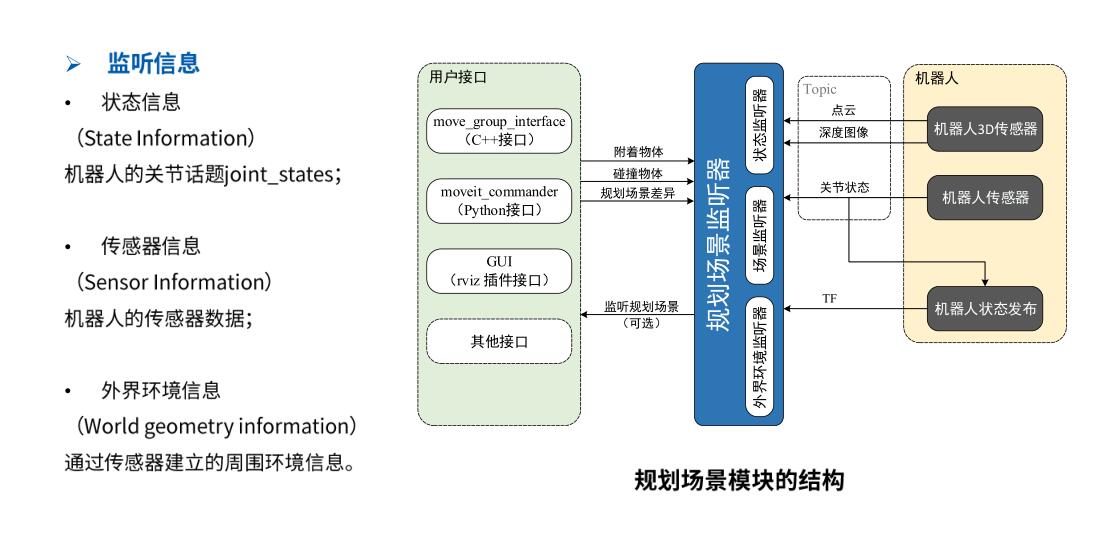 ➢ 监听信息
• 状态信息
（State Information）
机器人的关节话题joint_states；
• 传感器信息
（Sensor Information）
机器人的传感器数据；
• 外界环境信息
（World geometry information）
通过传感器建立的周围环境信息。
用户接口
move_group_interface
（C++接口）
moveit_commander
（Python接口）
GUI
（rviz 插件接口）
其他接口
附着物体
碰撞物体
规划场景差异
监听规划场景
（可选）
规划场景监听器
状态监听器
场景监听器
外界环境监听器
Topic
点云
深度图像
关节状态
TF
机器人
机器人3D传感器
机器人传感器
机器人状态发布
规划场景模块的结构